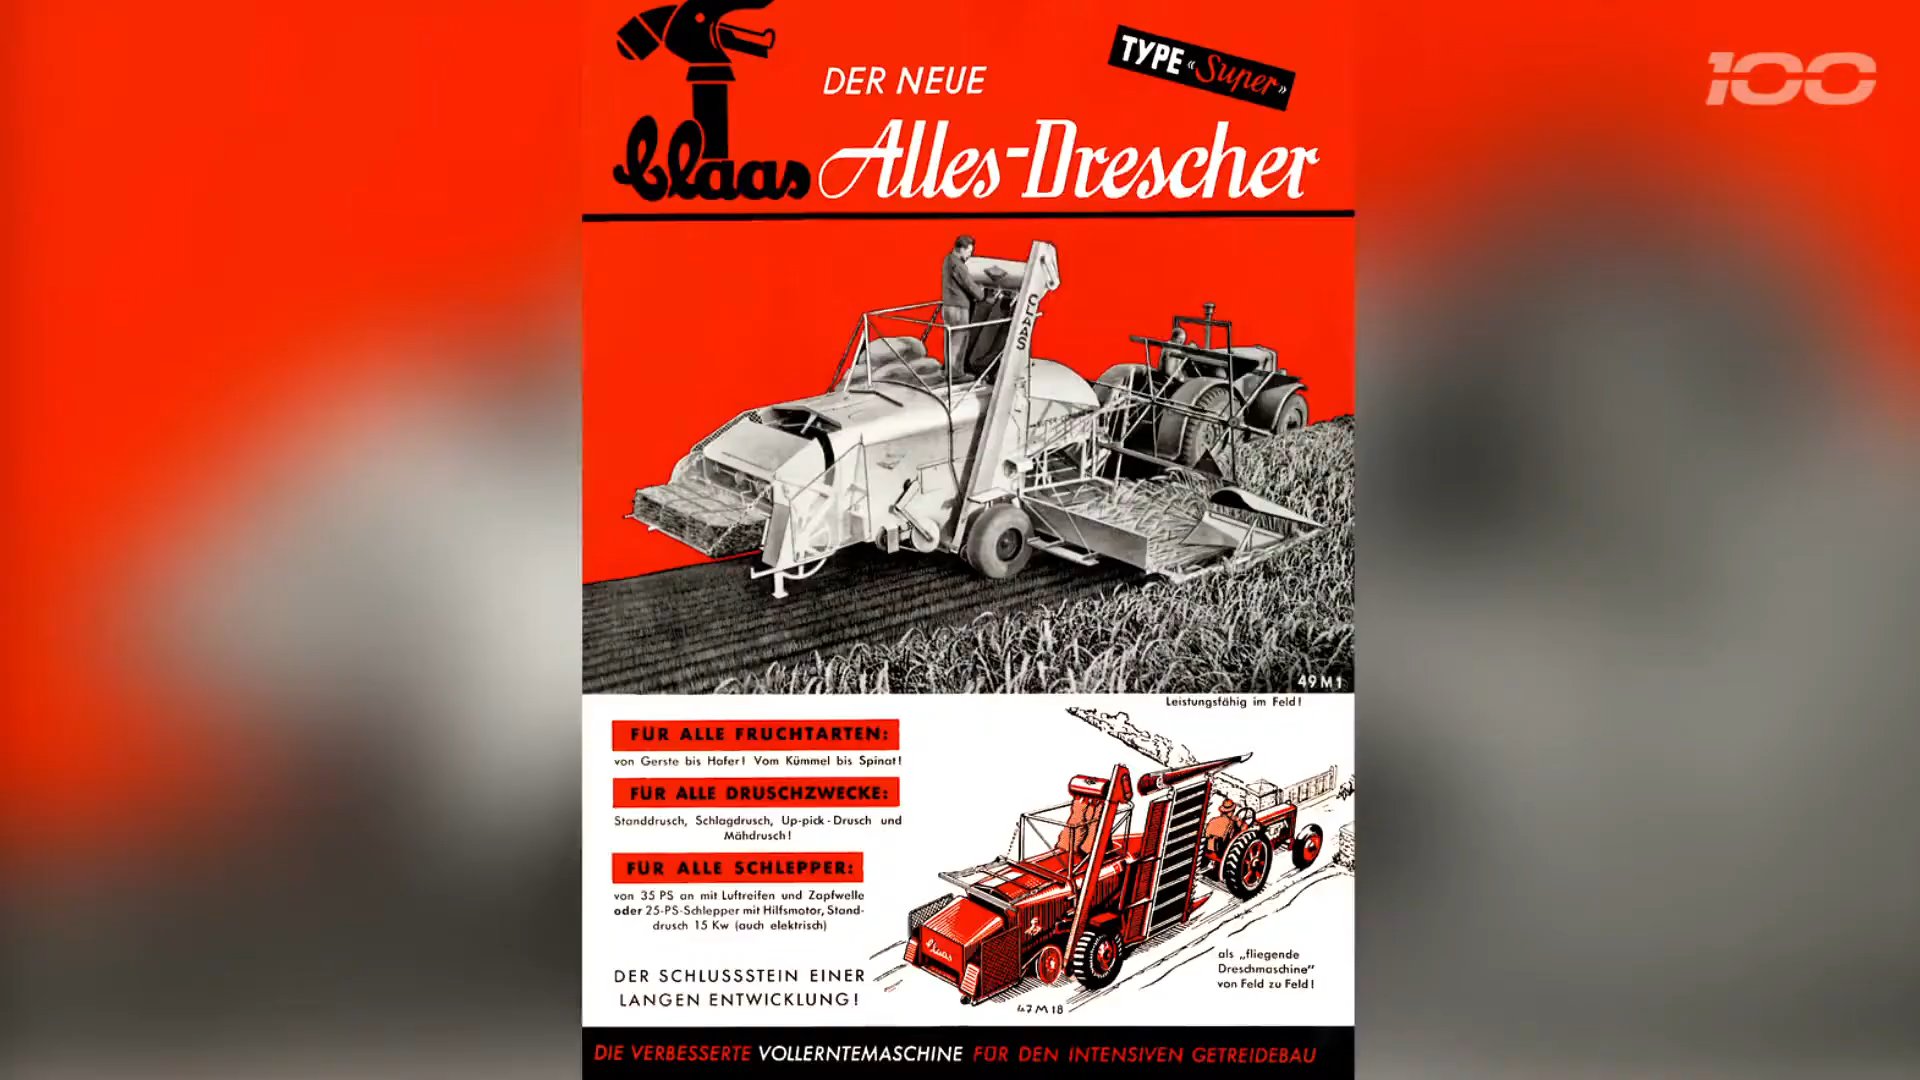 100
TYPE «Super»
DER NEUE
Claas Alles-Drescher
CLAAS
49 M 1
Leistungsfähig im Feld!
FÜR ALLE FRUCHTARTEN:
von Gerste bis Hafer! Vom Kümmel bis Spinat!
FÜR ALLE DRUSCHZWECKE:
Standdrusch, Schlagdrusch, Up-pick-Drusch und
Mähdrusch!
FÜR ALLE SCHLEPPER:
von 35 PS an mit Luftreifen und Zapfwelle
oder 25-PS-Schlepper mit Hilfsmotor, Stand-
drusch 15 Kw (auch elektrisch)
DER SCHLUSSSTEIN EINER
LANGEN ENTWICKLUNG!
Claas
als „fliegende
Dreschmaschine"
von Feld zu Feld!
47 M 18
DIE VERBESSERTE VOLLERNTEMASCHINE FÜR DEN INTENSIVEN GETREIDEBAU